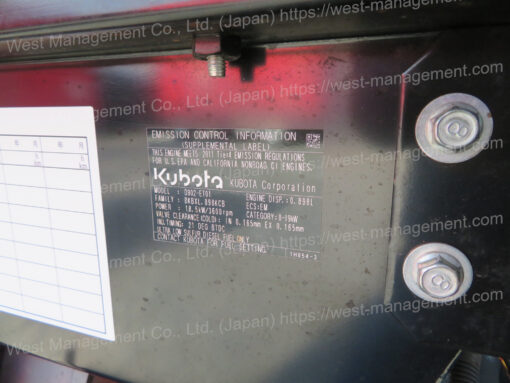 West Management Co., Ltd. (Japan) https://west-management.com
EMISSION CONTROL INFORMATION
(SUPPLEMENTAL LABEL)
THIS ENGINE MEETS 2011 Tier4 EMISSION REGULATIONS
FOR U.S.EPA AND CALIFORNIA NONROAD CI ENGINES.
Kubota KUBOTA Corporation
MODEL : D902-ET01 ENGINE DISP.:0.898L
FAMILY : BKBXL.898KCB ECS:EM
POWER : 18.5kW/3600rpm CATEGORY:8-19kW
VALVE CLEARANCE(COLD): IN 0.165mm EX 0.165mm
INJ.TIMING: 21 DEG BTDC
ULTRA LOW SULFUR DIESEL FUEL ONLY
CONTACT KUBOTA FOR FUEL SETTING.
8
8